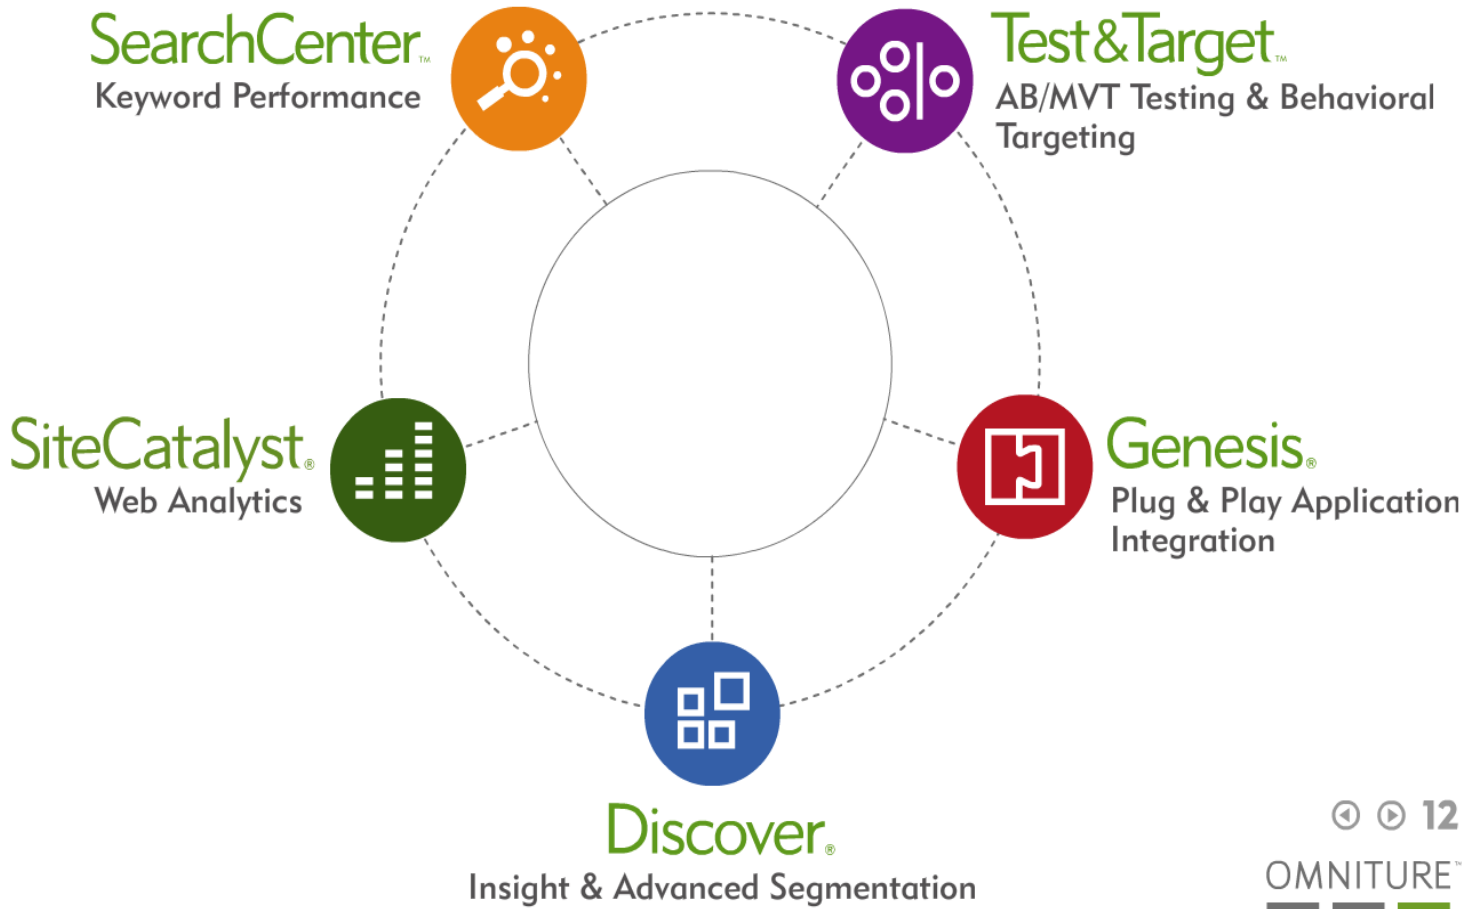 SearchCenter™
Keyword Performance
Test&Target™
AB/MVT Testing & Behavioral
Targeting
SiteCatalyst®
Web Analytics
Genesis®
Plug & Play Application
Integration
Discover®
Insight & Advanced Segmentation
12
OMNITURE™